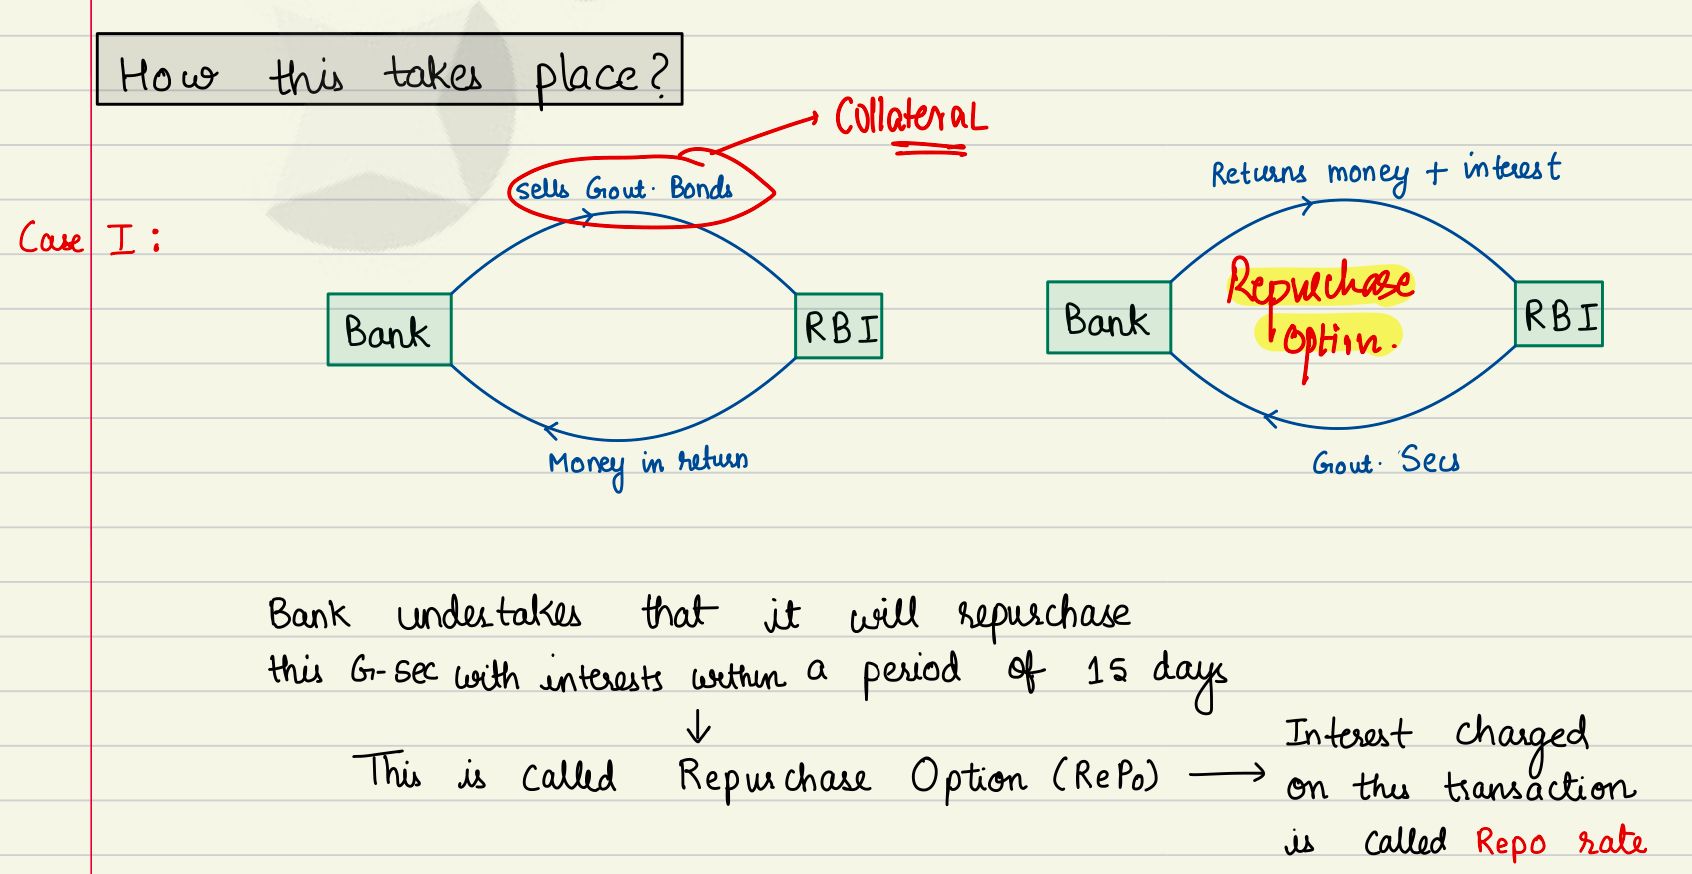 How this takes place?
Collateral
sells Gout. Bonds
Returns money + interest
Case I :
Bank
RBI
Bank
Repurchase
Option.
RBI
Money in return
Gout. Secs
Bank undertakes that it will repurchase
this G-Sec with interests within a period of 15 days
↓
This is called Repurchase Option (RePo) →
Interest charged
on this transaction
is called Repo rate